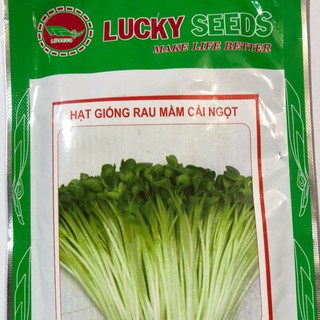 LUCKY SEEDS
MAKE LIFE BETTER
HẠT GIỐNG RAU MẦM CẢI NGỌT